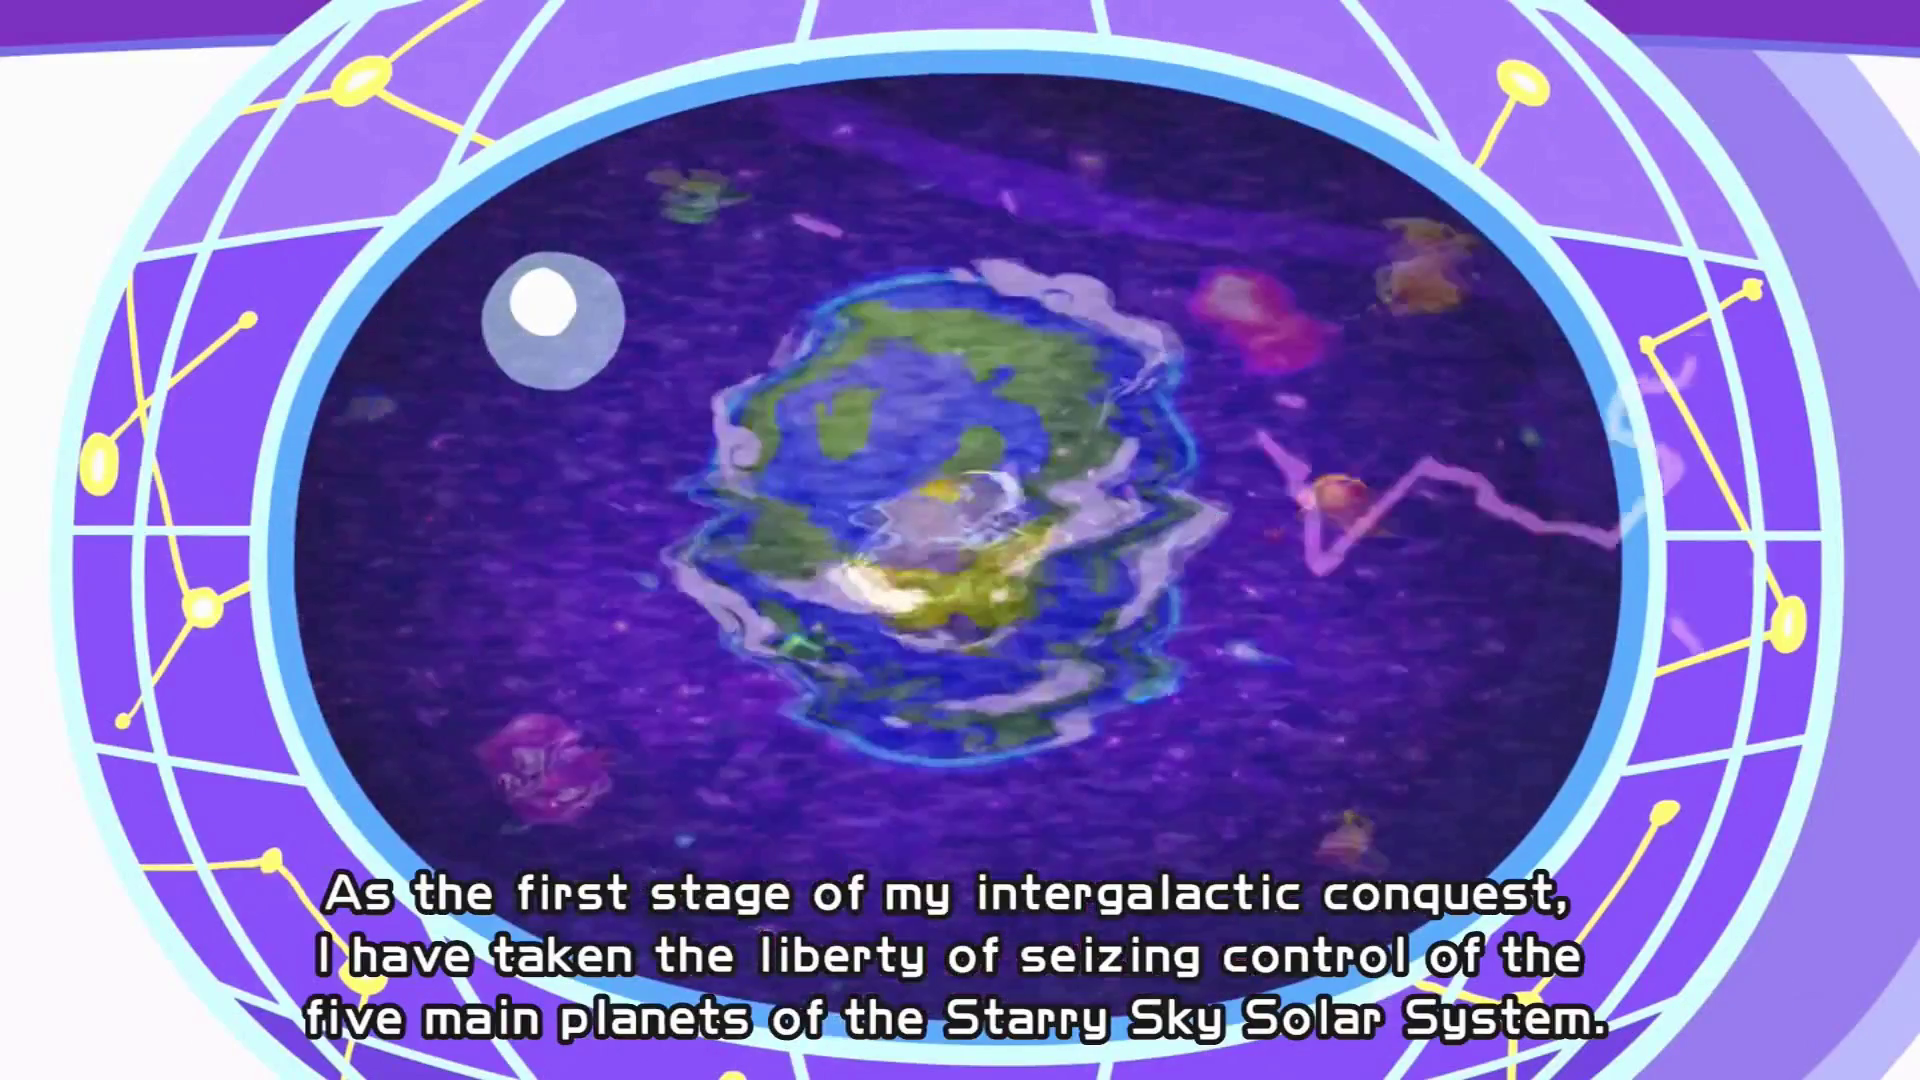 As the first stage of my intergalactic conquest,
I have taken the liberty of seizing control of the
five main planets of the Starry Sky Solar System.